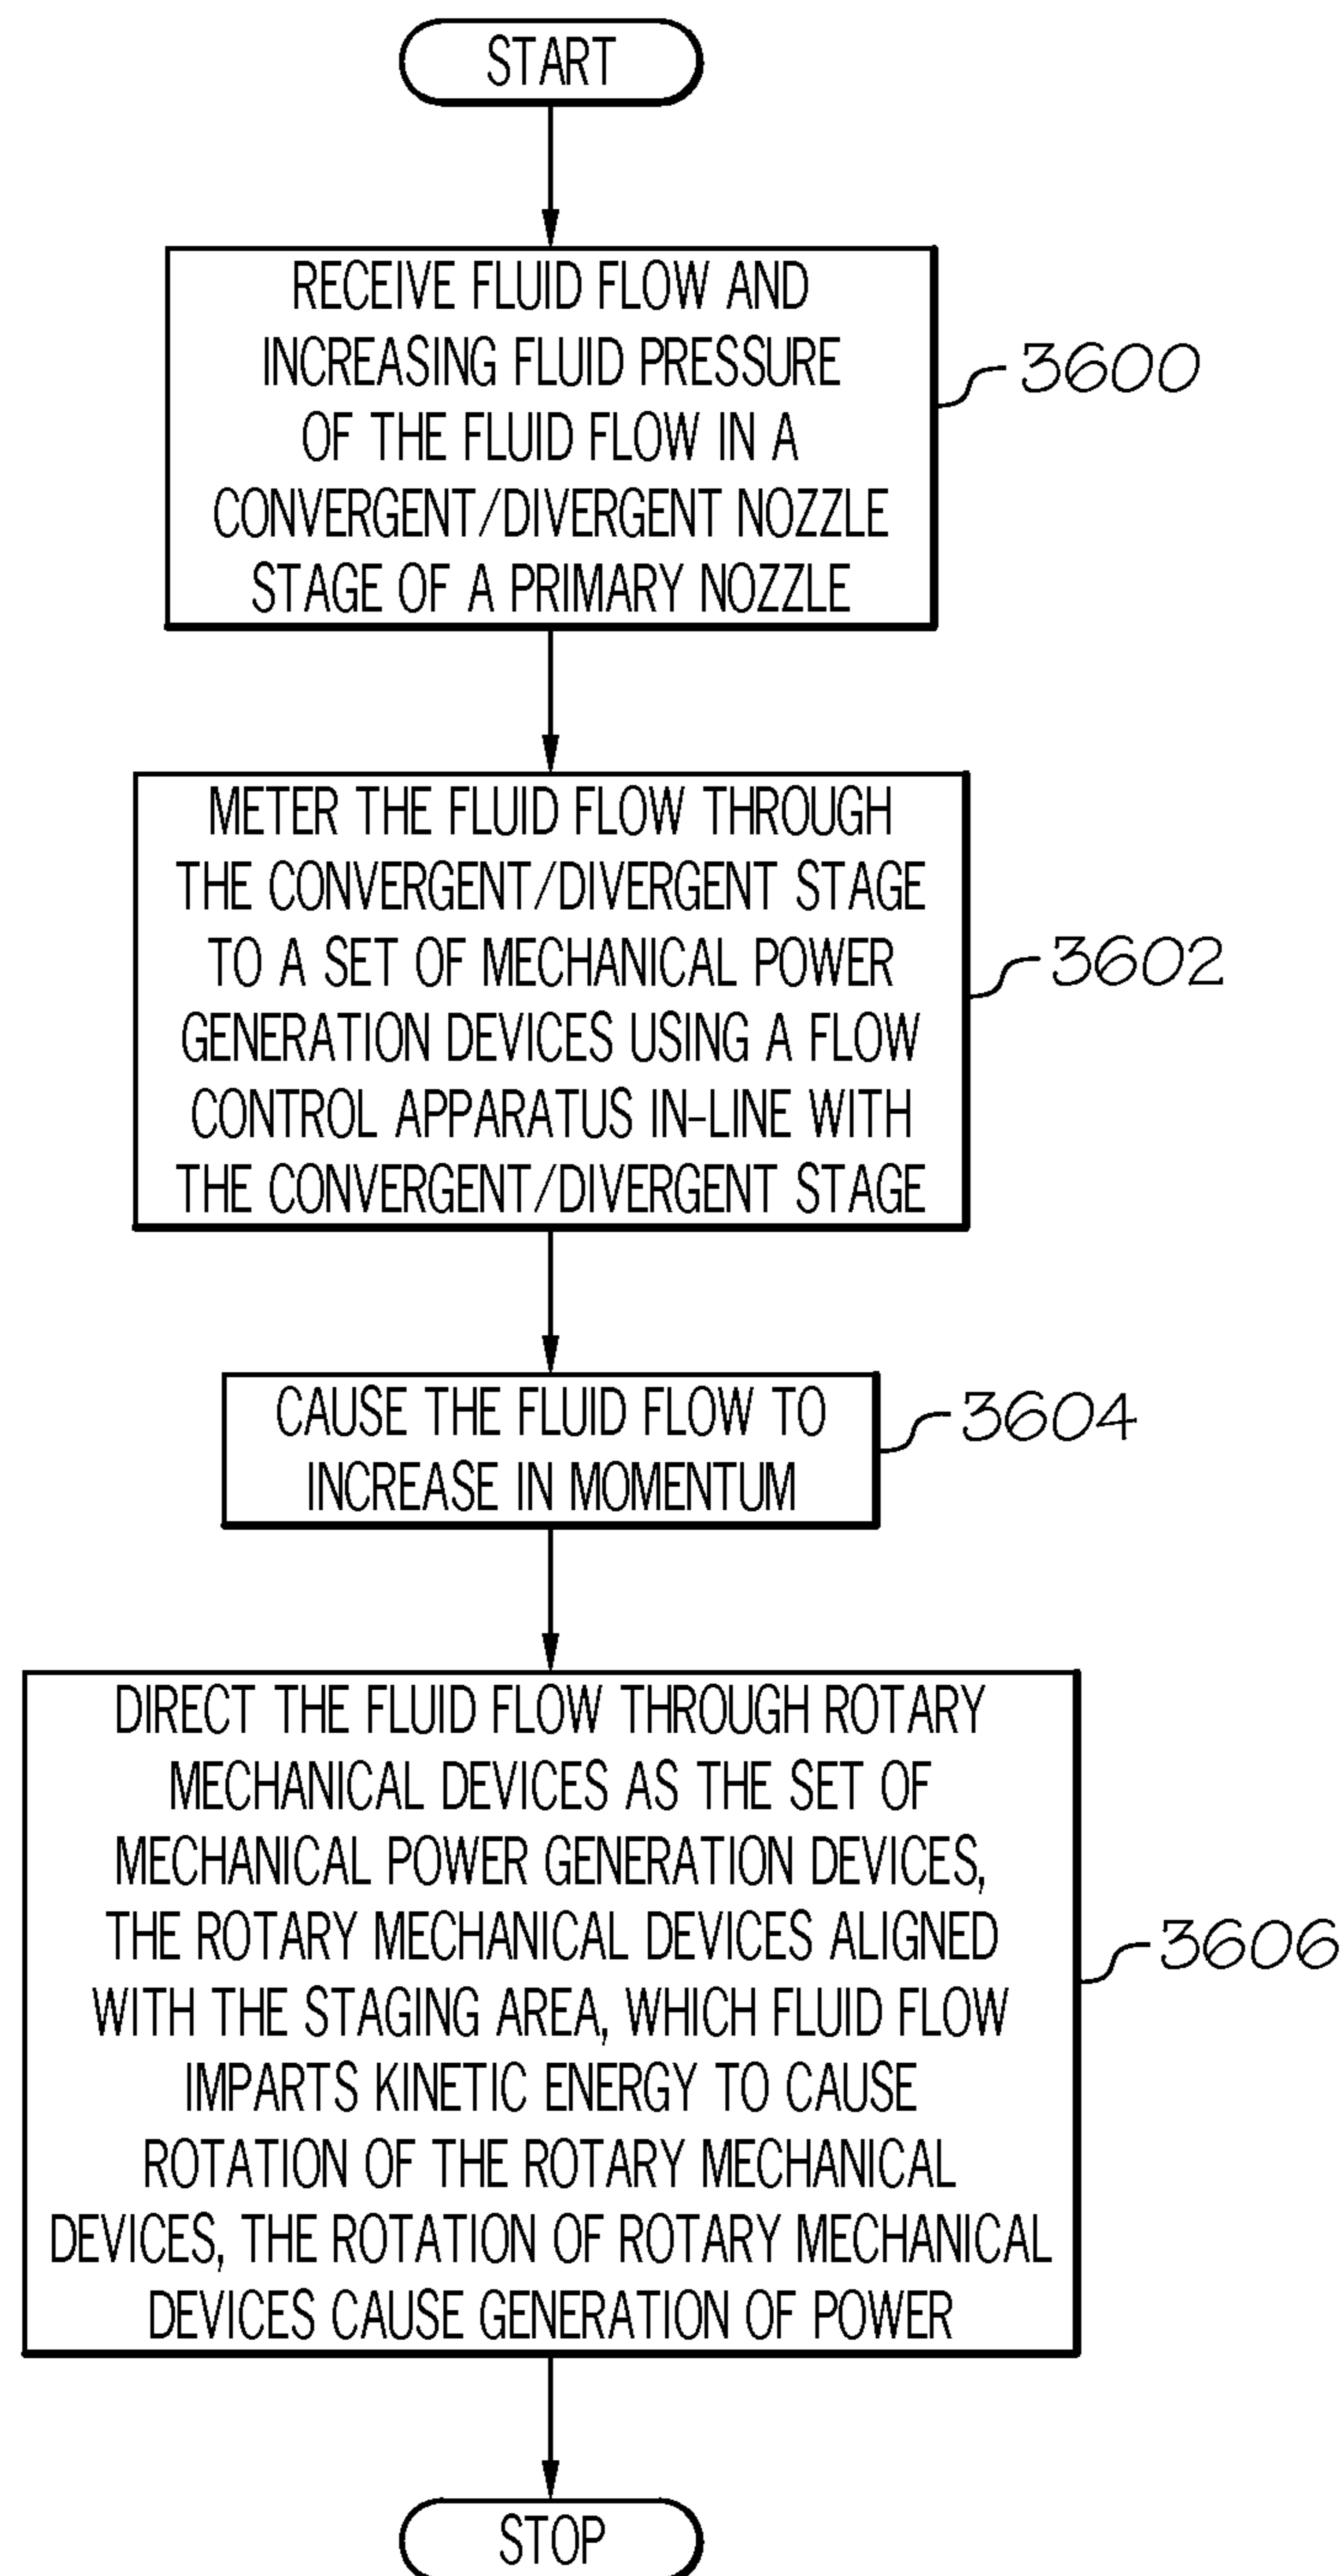 START
RECEIVE FLUID FLOW AND
INCREASING FLUID PRESSURE
OF THE FLUID FLOW IN A
CONVERGENT/DIVERGENT NOZZLE
STAGE OF A PRIMARY NOZZLE
3600
METER THE FLUID FLOW THROUGH
THE CONVERGENT/DIVERGENT STAGE
TO A SET OF MECHANICAL POWER
GENERATION DEVICES USING A FLOW
CONTROL APPARATUS IN-LINE WITH
THE CONVERGENT/DIVERGENT STAGE
3602
CAUSE THE FLUID FLOW TO
INCREASE IN MOMENTUM
3604
DIRECT THE FLUID FLOW THROUGH ROTARY
MECHANICAL DEVICES AS THE SET OF
MECHANICAL POWER GENERATION DEVICES,
THE ROTARY MECHANICAL DEVICES ALIGNED
WITH THE STAGING AREA, WHICH FLUID FLOW
IMPARTS KINETIC ENERGY TO CAUSE
ROTATION OF THE ROTARY MECHANICAL
DEVICES, THE ROTATION OF ROTARY MECHANICAL
DEVICES CAUSE GENERATION OF POWER
3606
STOP